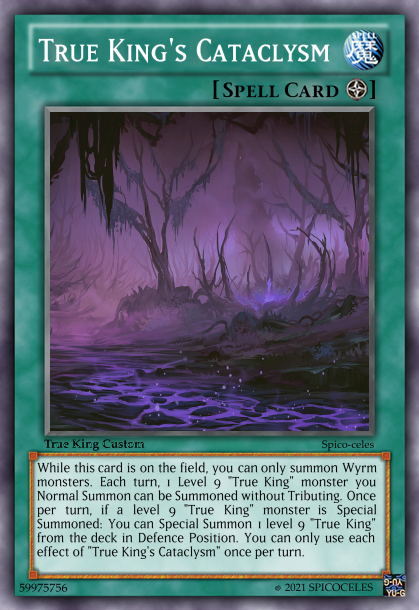 True King's Cataclysm
魔
[Spell Card]
True King Custom
Spico-celes
While this card is on the field, you can only summon Wyrm
monsters. Each turn, 1 Level 9 "True King" monster you
Normal Summon can be Summoned without Tributing. Once
per turn, if a level 9 "True King" monster is Special
Summoned: You can Special Summon 1 level 9 "True King"
from the deck in Defence Position. You can only use each
effect of "True King's Cataclysm" once per turn.
59975756
© 2021 SPICOCELES